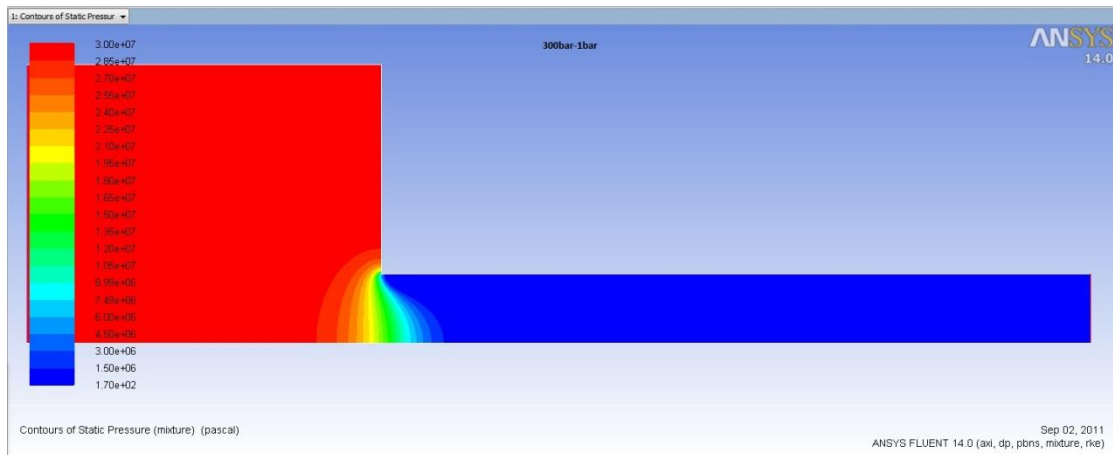 1: Contours of Static Pressur
300bar-1bar
ANSYS
14.0
3.00e+07
2.85e+07
2.70e+07
2.55e+07
2.40e+07
2.25e+07
2.10e+07
1.95e+07
1.80e+07
1.65e+07
1.50e+07
1.35e+07
1.20e+07
1.05e+07
8.99e+06
7.49e+06
6.00e+06
4.50e+06
3.00e+06
1.50e+06
1.70e+02
Contours of Static Pressure (mixture) (pascal)
Sep 02, 2011
ANSYS FLUENT 14.0 (axi, dp, pbns, mixture, rke)